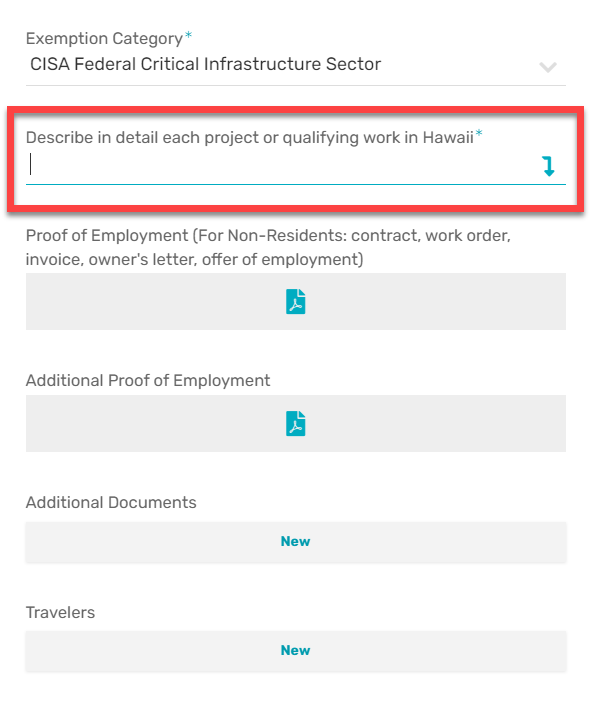 Exemption Category*
CISA Federal Critical Infrastructure Sector
Describe in detail each project or qualifying work in Hawaii*
Proof of Employment (For Non-Residents: contract, work order,
invoice, owner's letter, offer of employment)
Additional Proof of Employment
Additional Documents
New
Travelers
New